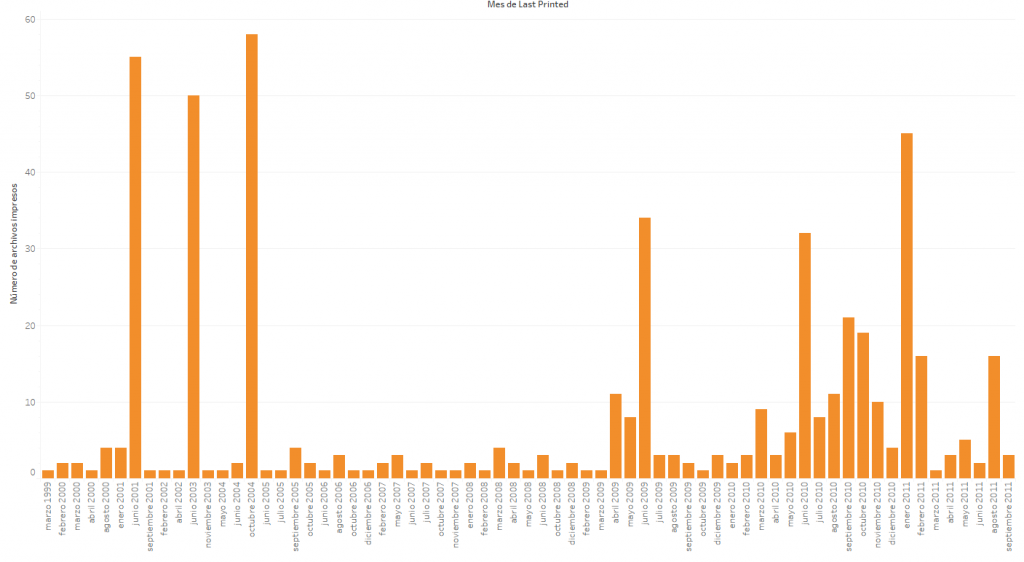 Mes de Last Printed
60
50
40
30
20
10
0
Número de archivos impresos
marzo 1999
febrero 2000
marzo 2000
abril 2000
agosto 2000
enero 2001
junio 2001
septiembre 2001
febrero 2002
abril 2002
junio 2003
noviembre 2003
mayo 2004
junio 2004
octubre 2004
junio 2005
julio 2005
septiembre 2005
octubre 2005
junio 2006
agosto 2006
octubre 2006
diciembre 2006
febrero 2007
mayo 2007
junio 2007
julio 2007
octubre 2007
noviembre 2007
enero 2008
febrero 2008
marzo 2008
abril 2008
mayo 2008
junio 2008
octubre 2008
diciembre 2008
febrero 2009
marzo 2009
abril 2009
mayo 2009
junio 2009
julio 2009
agosto 2009
septiembre 2009
octubre 2009
diciembre 2009
enero 2010
febrero 2010
marzo 2010
abril 2010
mayo 2010
junio 2010
julio 2010
agosto 2010
septiembre 2010
octubre 2010
noviembre 2010
diciembre 2010
enero 2011
febrero 2011
marzo 2011
abril 2011
mayo 2011
junio 2011
agosto 2011
septiembre 2011